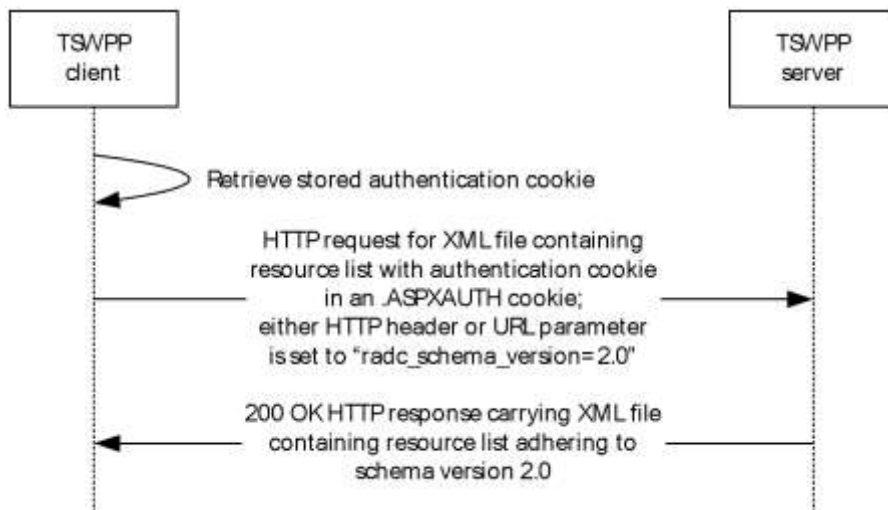 TSWPP
client
TSWPP
server
Retrieve stored authentication cookie
HTTP request for XML file containing
resource list with authentication cookie
in an .ASPXAUTH cookie;
either HTTP header or URL parameter
is set to “radc_schema_version= 2.0”
200 OK HTTP response carrying XML file
containing resource list adhering to
schema version 2.0